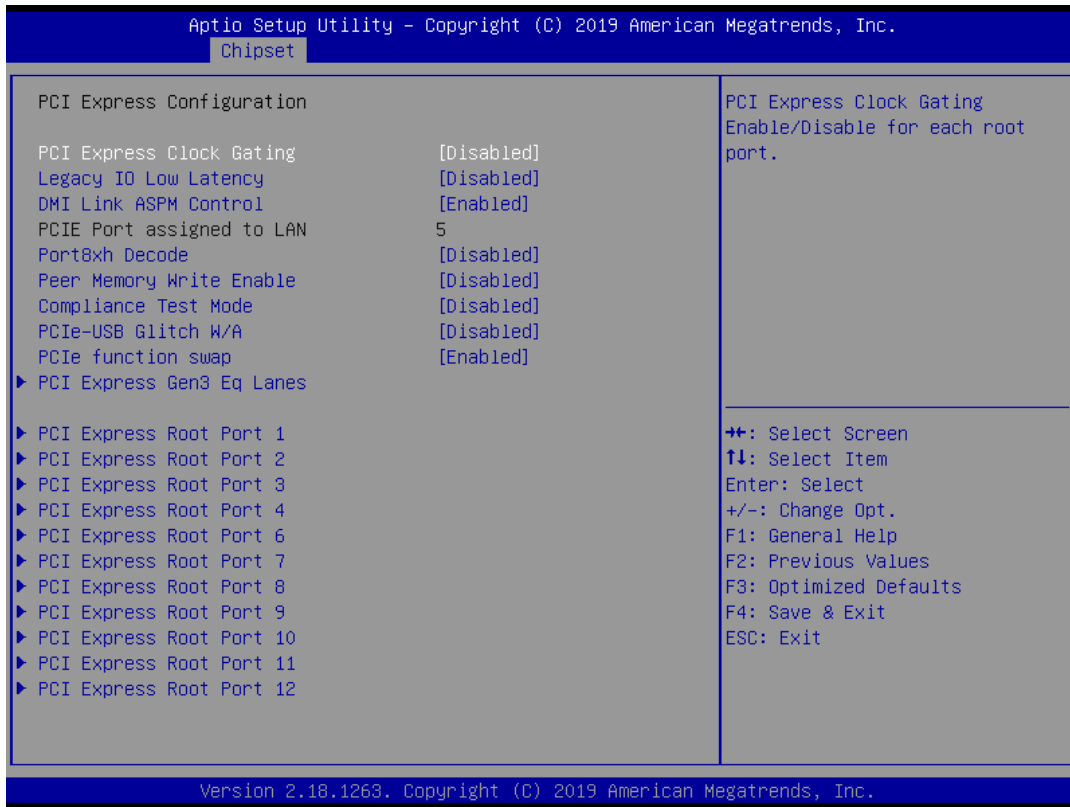 Aptio Setup Utility – Copyright (C) 2019 American Megatrends, Inc.
Chipset
PCI Express Configuration
PCI Express Clock Gating [Disabled]
Legacy IO Low Latency [Disabled]
DMI Link ASPM Control [Enabled]
PCIE Port assigned to LAN 5
Port8xh Decode [Disabled]
Peer Memory Write Enable [Disabled]
Compliance Test Mode [Disabled]
PCIe-USB Glitch W/A [Disabled]
PCIe function swap [Enabled]
▶ PCI Express Gen3 Eq Lanes
▶ PCI Express Root Port 1
▶ PCI Express Root Port 2
▶ PCI Express Root Port 3
▶ PCI Express Root Port 4
▶ PCI Express Root Port 6
▶ PCI Express Root Port 7
▶ PCI Express Root Port 8
▶ PCI Express Root Port 9
▶ PCI Express Root Port 10
▶ PCI Express Root Port 11
▶ PCI Express Root Port 12
PCI Express Clock Gating
Enable/Disable for each root
port.
→←: Select Screen
↑↓: Select Item
Enter: Select
+/-: Change Opt.
F1: General Help
F2: Previous Values
F3: Optimized Defaults
F4: Save & Exit
ESC: Exit
Version 2.18.1263. Copyright (C) 2019 American Megatrends, Inc.